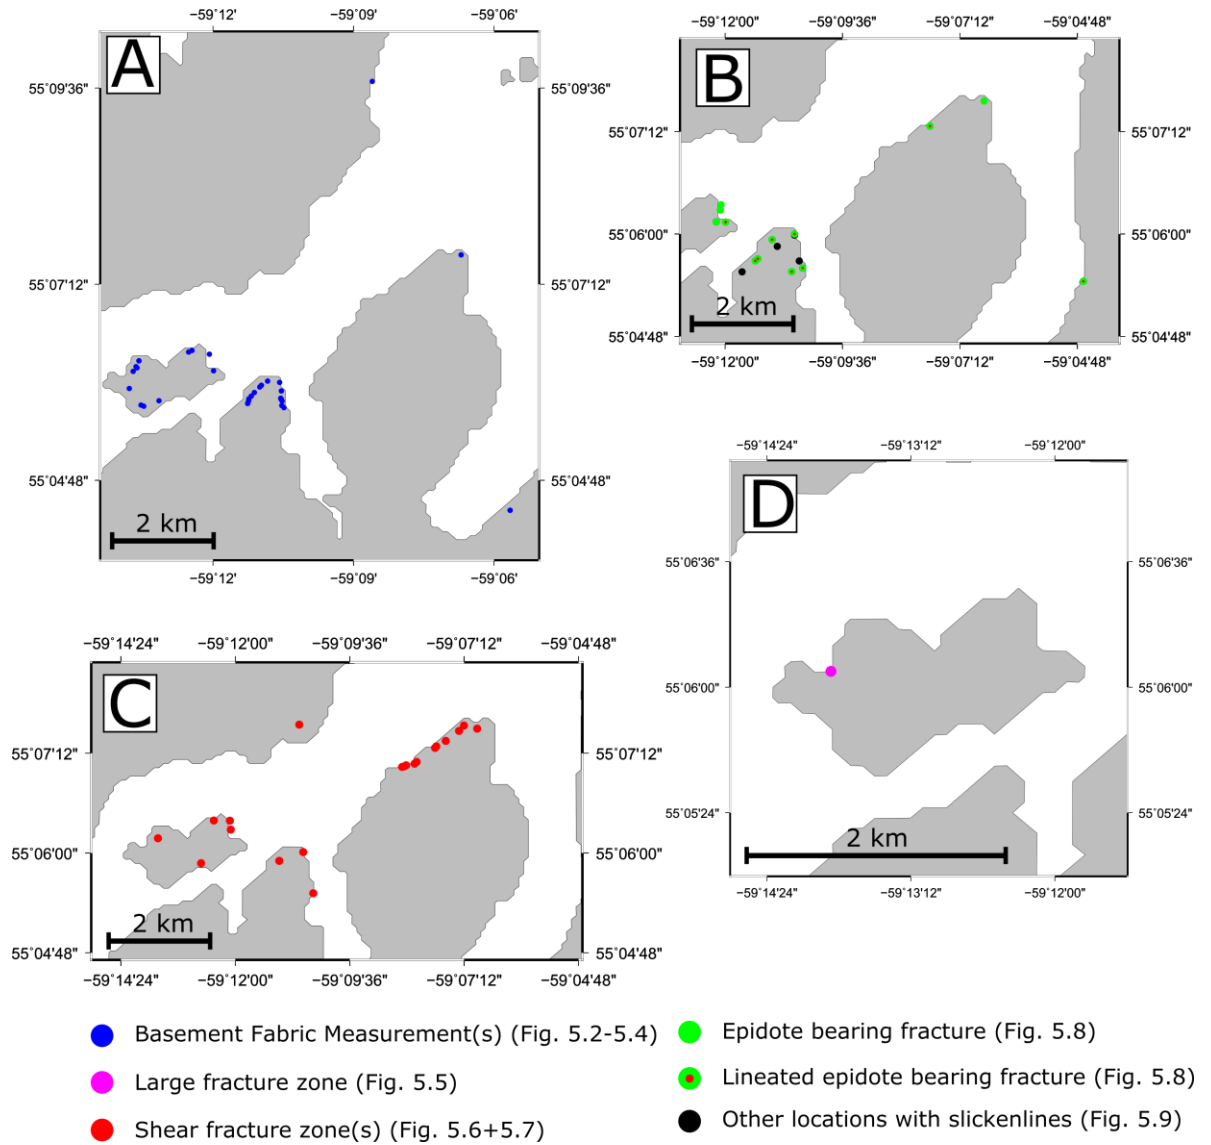 −59˚12' −59˚09' −59˚06'
A
55˚09'36" 55˚09'36"
55˚07'12" 55˚07'12"
55˚04'48" 55˚04'48"
2 km
−59˚12' −59˚09' −59˚06'
−59˚12'00" −59˚09'36" −59˚07'12" −59˚04'48"
B
55˚07'12" 55˚07'12"
55˚06'00" 55˚06'00"
2 km
55˚04'48" 55˚04'48"
−59˚12'00" −59˚09'36" −59˚07'12" −59˚04'48"
−59˚14'24" −59˚12'00" −59˚09'36" −59˚07'12" −59˚04'48"
C
55˚07'12" 55˚07'12"
55˚06'00" 55˚06'00"
2 km
55˚04'48" 55˚04'48"
−59˚14'24" −59˚12'00" −59˚09'36" −59˚07'12" −59˚04'48"
−59˚14'24" −59˚13'12" −59˚12'00"
D
55˚06'36" 55˚06'36"
55˚06'00" 55˚06'00"
55˚05'24" 55˚05'24"
2 km
−59˚14'24" −59˚13'12" −59˚12'00"
Basement Fabric Measurement(s) (Fig. 5.2-5.4)
Large fracture zone (Fig. 5.5)
Shear fracture zone(s) (Fig. 5.6+5.7)
Epidote bearing fracture (Fig. 5.8)
Lineated epidote bearing fracture (Fig. 5.8)
Other locations with slickenlines (Fig. 5.9)